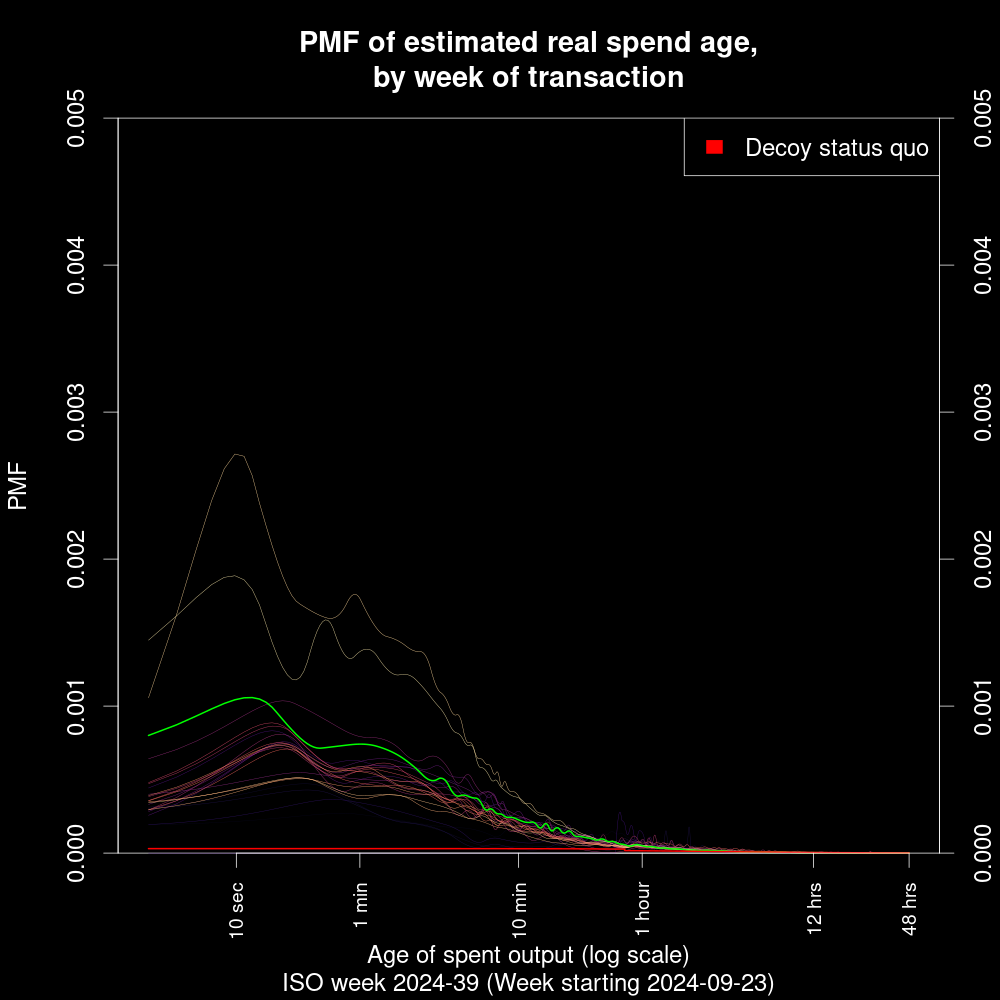 PMF of estimated real spend age,
by week of transaction
Decoy status quo
PMF
0.000
0.001
0.002
0.003
0.004
0.005
0.000
0.001
0.002
0.003
0.004
0.005
10 sec
1 min
10 min
1 hour
12 hrs
48 hrs
Age of spent output (log scale)
ISO week 2024-39 (Week starting 2024-09-23)